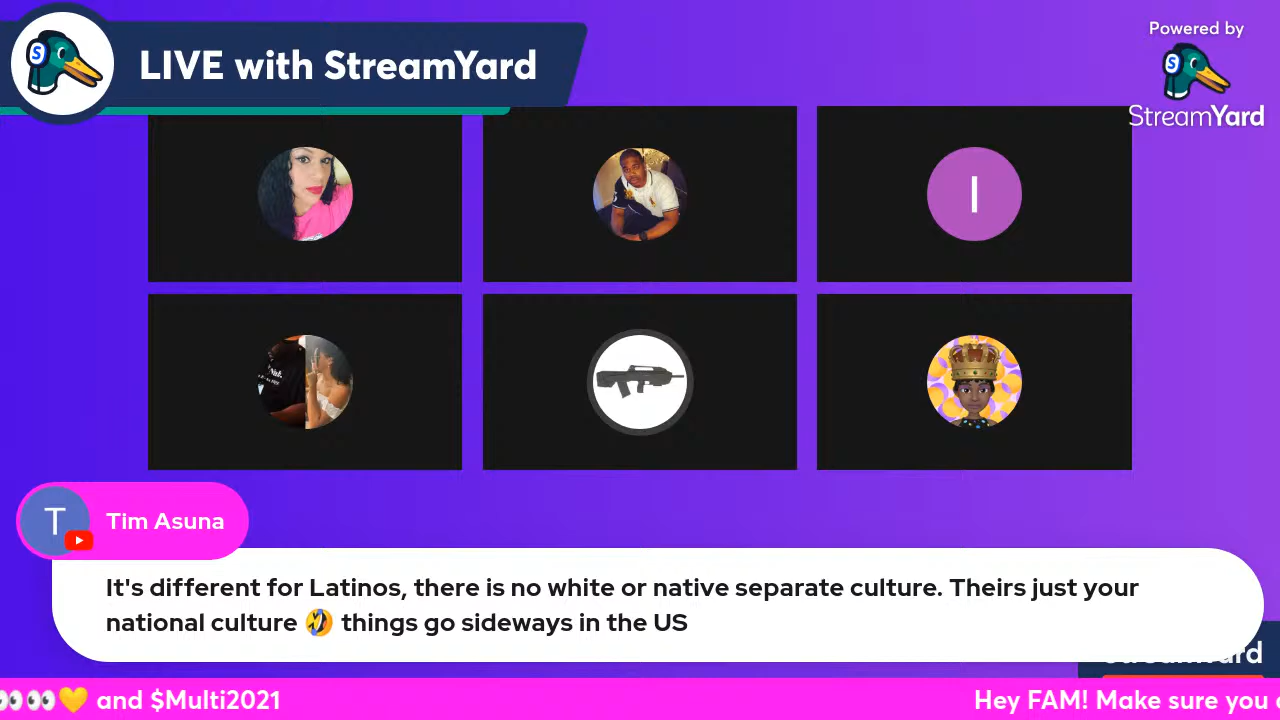 LIVE with StreamYard
Powered by
StreamYard
I
T
Tim Asuna
It's different for Latinos, there is no white or native separate culture. Theirs just your
national culture 🤣 things go sideways in the US
👀👀💛 and $Multi2021
Hey FAM! Make sure you